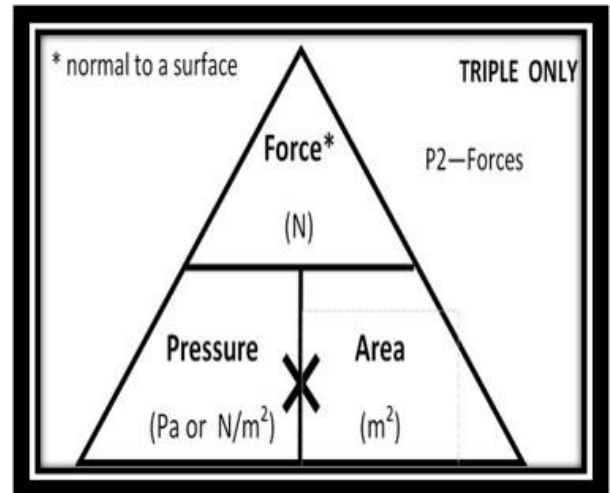 * normal to a surface
TRIPLE ONLY
P2—Forces
Force*
(N)
Pressure
X
Area
(Pa or N/m²)
(m²)